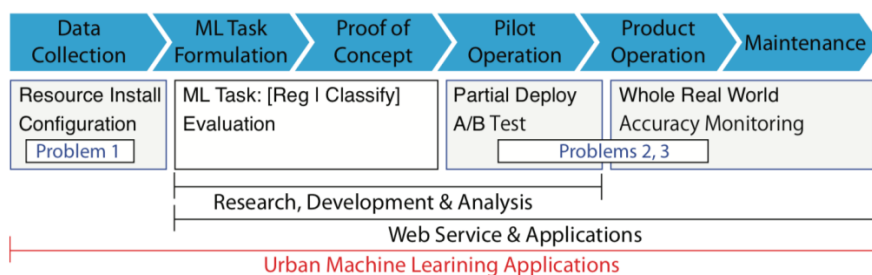 Data Collection
ML Task Formulation
Proof of Concept
Pilot Operation
Product Operation
Maintenance
Resource Install
Configuration
Problem 1
ML Task: [Reg | Classify]
Evaluation
Partial Deploy
A/B Test
Whole Real World
Accuracy Monitoring
Problems 2, 3
Research, Development & Analysis
Web Service & Applications
Urban Machine Learining Applications